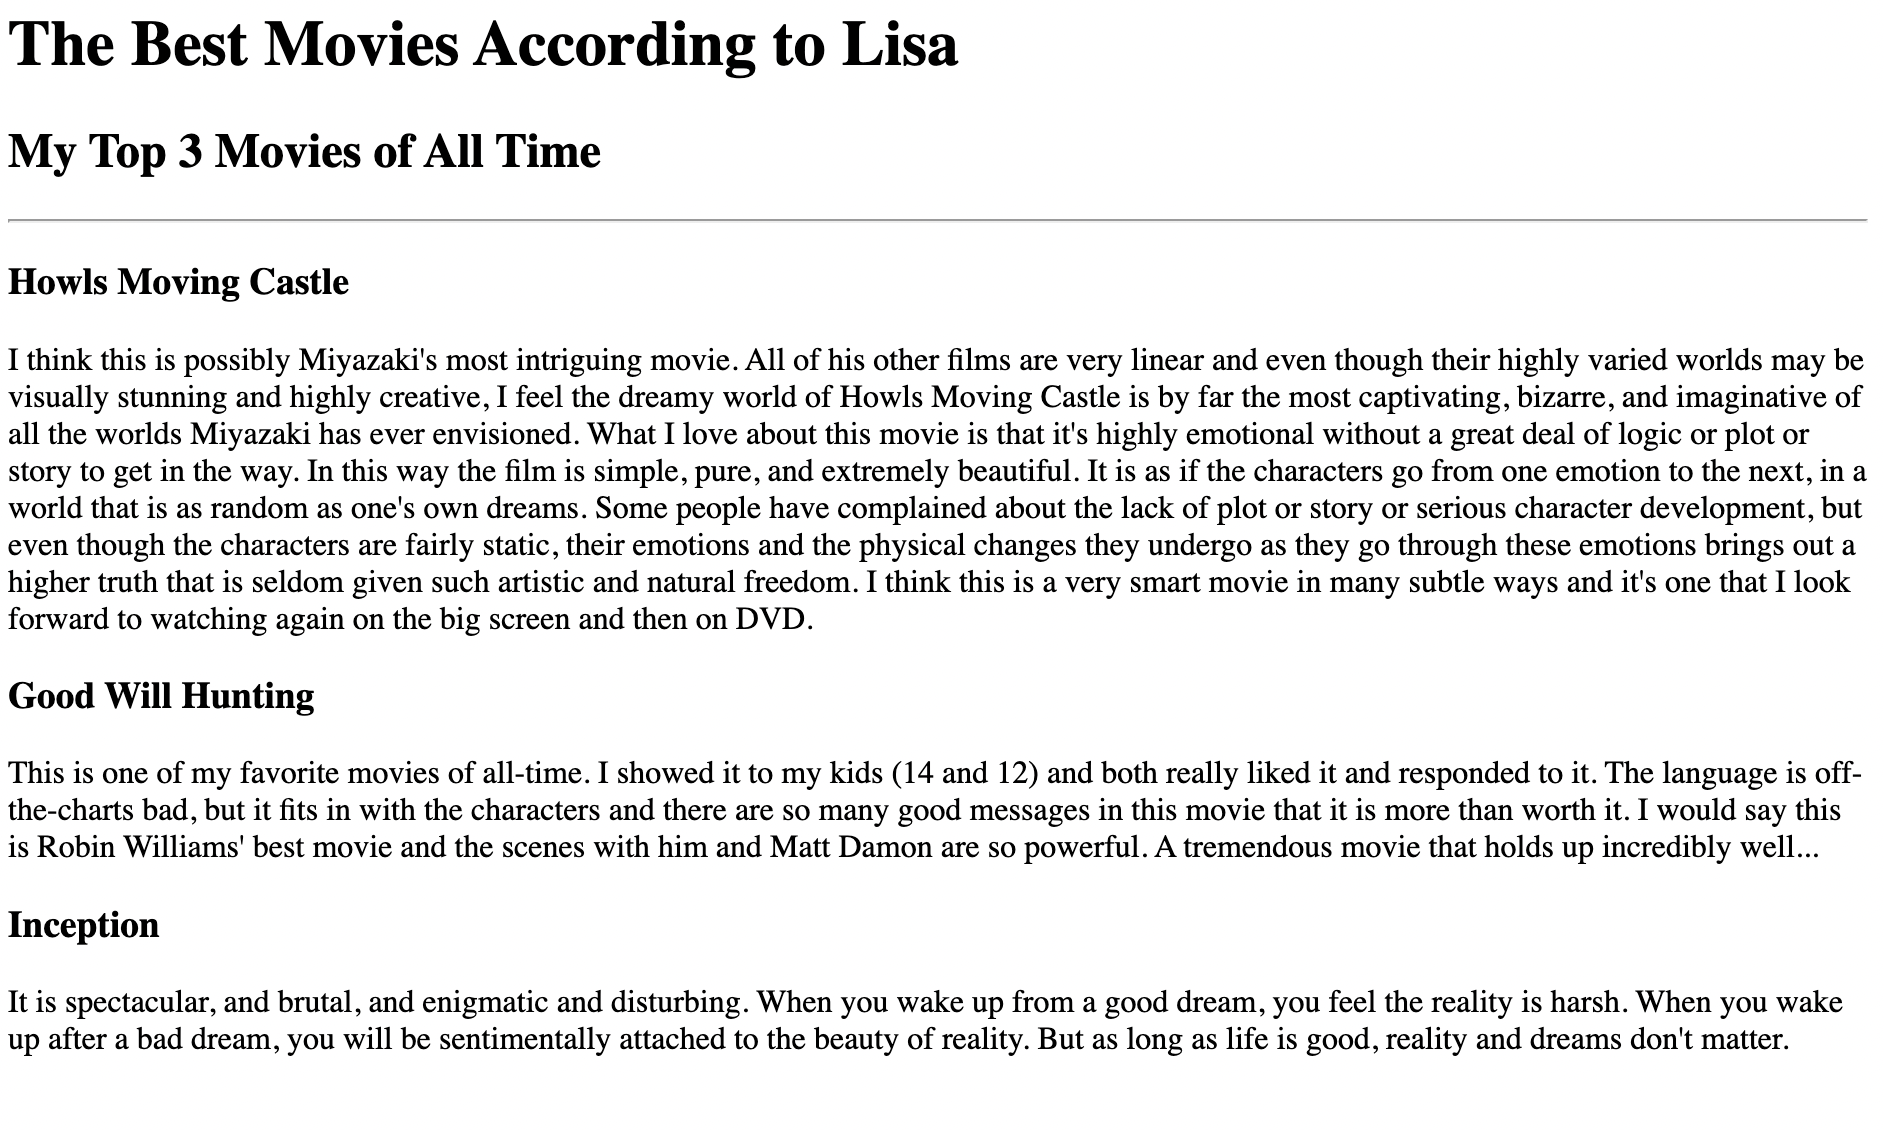 The Best Movies According to Lisa
My Top 3 Movies of All Time
Howls Moving Castle
I think this is possibly Miyazaki's most intriguing movie. All of his other films are very linear and even though their highly varied worlds may be
visually stunning and highly creative, I feel the dreamy world of Howls Moving Castle is by far the most captivating, bizarre, and imaginative of
all the worlds Miyazaki has ever envisioned. What I love about this movie is that it's highly emotional without a great deal of logic or plot or
story to get in the way. In this way the film is simple, pure, and extremely beautiful. It is as if the characters go from one emotion to the next, in a
world that is as random as one's own dreams. Some people have complained about the lack of plot or story or serious character development, but
even though the characters are fairly static, their emotions and the physical changes they undergo as they go through these emotions brings out a
higher truth that is seldom given such artistic and natural freedom. I think this is a very smart movie in many subtle ways and it's one that I look
forward to watching again on the big screen and then on DVD.
Good Will Hunting
This is one of my favorite movies of all-time. I showed it to my kids (14 and 12) and both really liked it and responded to it. The language is off-
the-charts bad, but it fits in with the characters and there are so many good messages in this movie that it is more than worth it. I would say this
is Robin Williams' best movie and the scenes with him and Matt Damon are so powerful. A tremendous movie that holds up incredibly well...
Inception
It is spectacular, and brutal, and enigmatic and disturbing. When you wake up from a good dream, you feel the reality is harsh. When you wake
up after a bad dream, you will be sentimentally attached to the beauty of reality. But as long as life is good, reality and dreams don't matter.